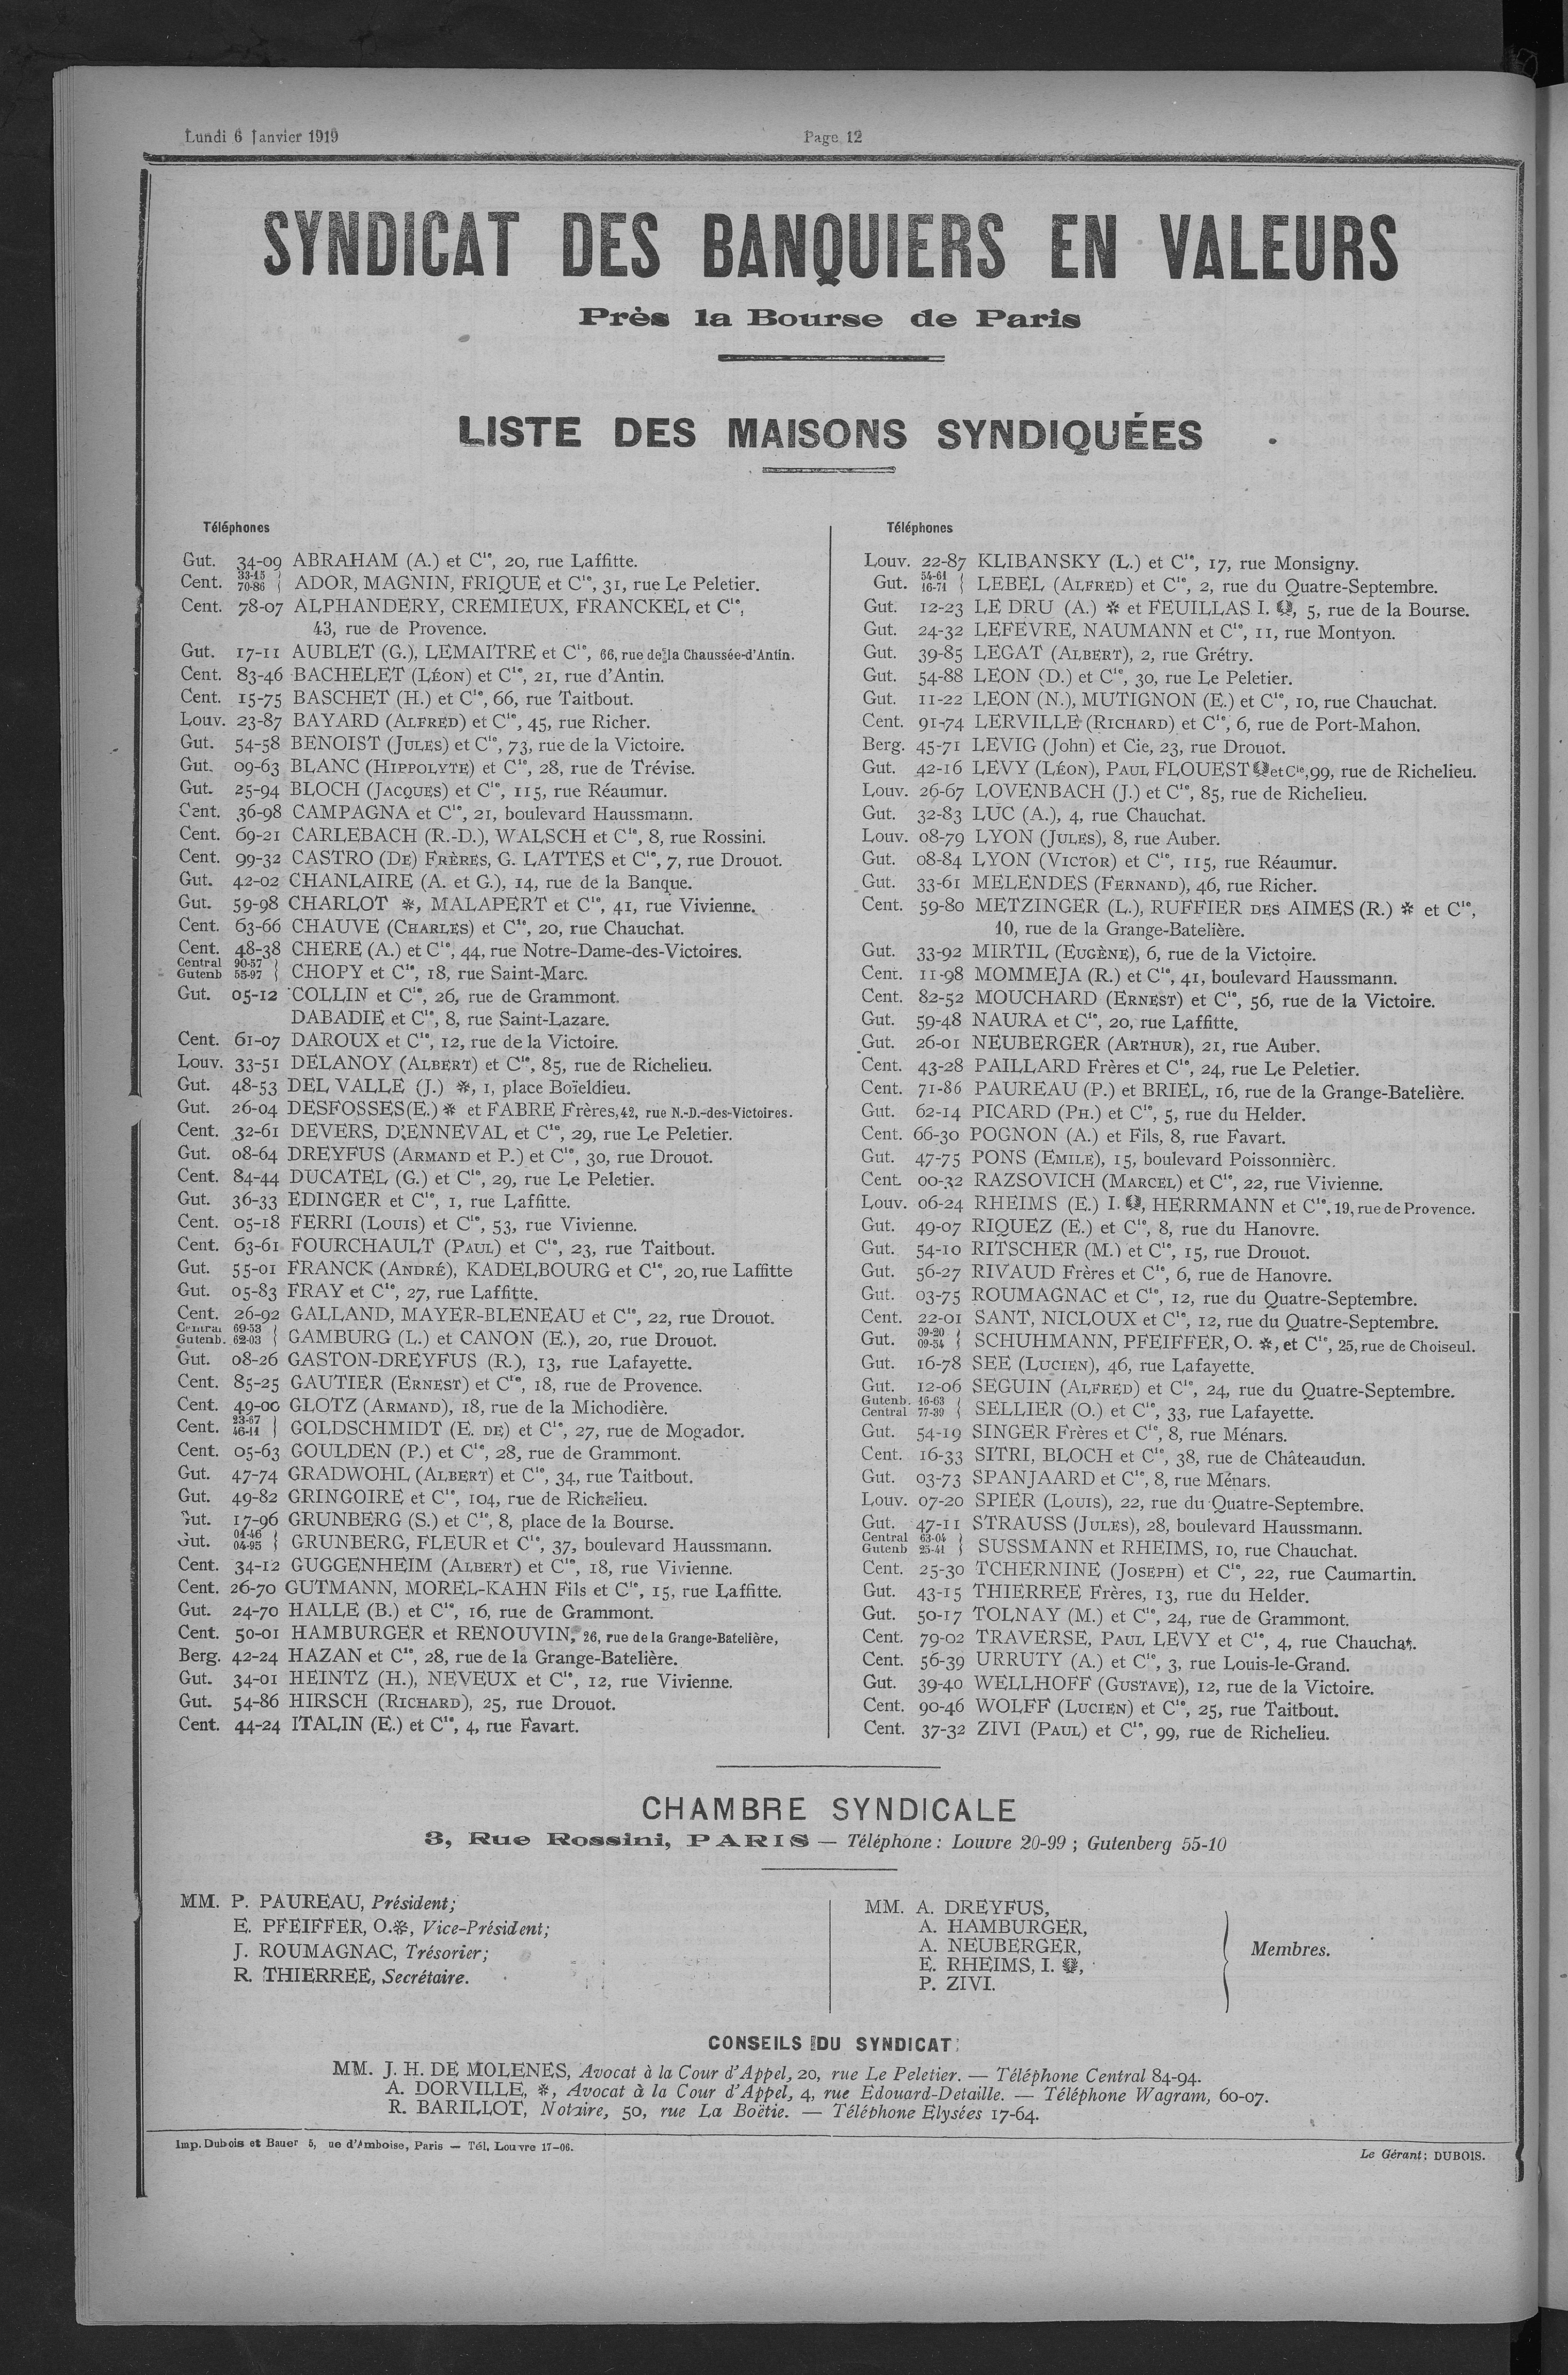 Lundi 6 Janvier 1919
Page 12
SYNDICAT DES BANQUIERS EN VALEURS
Près la Bourse de Paris
LISTE DES MAISONS SYNDIQUÉES
Téléphones
Gut. 34-09 ABRAHAM (A.) et Cie, 20, rue Laffitte.
Cent. 33-15 70-86 } ADOR, MAGNIN, FRIQUE et Cie, 31, rue Le Peletier.
Cent. 78-07 ALPHANDERY, CREMIEUX, FRANCKEL et Cie,
43, rue de Provence.
Gut. 17-11 AUBLET (G.), LEMAITRE et Cie, 66, rue de la Chaussée-d'Antin.
Cent. 83-46 BACHELET (LÉON) et Cie, 21, rue d'Antin.
Cent. 15-75 BASCHET (H.) et Cie, 66, rue Taitbout.
Louv. 23-87 BAYARD (ALFRED) et Cie, 45, rue Richer.
Gut. 54-58 BENOIST (JULES) et Cie, 73, rue de la Victoire.
Gut. 09-63 BLANC (HIPPOLYTE) et Cie, 28, rue de Trévise.
Gut. 25-94 BLOCH (JACQUES) et Cie, 115, rue Réaumur.
Cent. 36-98 CAMPAGNA et Cie, 21, boulevard Haussmann.
Cent. 69-21 CARLEBACH (R.-D.), WALSCH et Cie, 8, rue Rossini.
Cent. 99-32 CASTRO (DE) FRÈRES, G. LATTES et Cie, 7, rue Drouot.
Gut. 42-02 CHANLAIRE (A. et G.), 14, rue de la Banque.
Gut. 59-98 CHARLOT ✻, MALAPERT et Cie, 41, rue Vivienne.
Cent. 63-66 CHAUVE (CHARLES) et Cie, 20, rue Chauchat.
Cent. 48-38 CHERE (A.) et Cie, 44, rue Notre-Dame-des-Victoires.
Central 90-57 Gutenb 55-97 } CHOPY et Cie, 18, rue Saint-Marc.
Gut. 05-12 COLLIN et Cie, 26, rue de Grammont.
DABADIE et Cie, 8, rue Saint-Lazare.
Cent. 61-07 DAROUX et Cie, 12, rue de la Victoire.
Louv. 33-51 DELANOY (ALBERT) et Cie, 85, rue de Richelieu.
Gut. 48-53 DEL VALLE (J.) ✻, 1, place Boïeldieu.
Gut. 26-04 DESFOSSES (E.) ✻ et FABRE Frères, 42, rue N.-D.-des-Victoires.
Cent. 32-61 DEVERS, D'ENNEVAL et Cie, 29, rue Le Peletier.
Gut. 08-64 DREYFUS (ARMAND et P.) et Cie, 30, rue Drouot.
Cent. 84-44 DUCATEL (G.) et Cie, 29, rue Le Peletier.
Gut. 36-33 EDINGER et Cie, 1, rue Laffitte.
Cent. 05-18 FERRI (LOUIS) et Cie, 53, rue Vivienne.
Cent. 63-61 FOURCHAULT (PAUL) et Cie, 23, rue Taitbout.
Gut. 55-01 FRANCK (ANDRÉ), KADELBOURG et Cie, 20, rue Laffitte
Gut. 05-83 FRAY et Cie, 27, rue Laffitte.
Cent. 26-92 GALLAND, MAYER-BLENEAU et Cie, 22, rue Drouot.
Central 69-53 Gutenb. 62-03 } GAMBURG (L.) et CANON (E.), 20, rue Drouot.
Gut. 08-26 GASTON-DREYFUS (R.), 13, rue Lafayette.
Cent. 85-25 GAUTIER (ERNEST) et Cie, 18, rue de Provence.
Cent. 49-00 GLOTZ (ARMAND), 18, rue de la Michodière.
Cent. 23-67 46-14 } GOLDSCHMIDT (E. DE) et Cie, 27, rue de Mogador.
Cent. 05-63 GOULDEN (P.) et Cie, 28, rue de Grammont.
Gut. 47-74 GRADWOHL (ALBERT) et Cie, 34, rue Taitbout.
Gut. 49-82 GRINGOIRE et Cie, 104, rue de Richelieu.
Gut. 17-96 GRUNBERG (S.) et Cie, 8, place de la Bourse.
Gut. 04-46 04-95 } GRUNBERG, FLEUR et Cie, 37, boulevard Haussmann.
Cent. 34-12 GUGGENHEIM (ALBERT) et Cie, 18, rue Vivienne.
Cent. 26-70 GUTMANN, MOREL-KAHN Fils et Cie, 15, rue Laffitte.
Gut. 24-70 HALLE (B.) et Cie, 16, rue de Grammont.
Cent. 50-01 HAMBURGER et RENOUVIN, 26, rue de la Grange-Batelière,
Berg. 42-24 HAZAN et Cie, 28, rue de la Grange-Batelière.
Gut. 34-01 HEINTZ (H.), NEVEUX et Cie, 12, rue Vivienne.
Gut. 54-86 HIRSCH (RICHARD), 25, rue Drouot.
Cent. 44-24 ITALIN (E.) et Cie, 4, rue Favart.
Téléphones
Louv. 22-87 KLIBANSKY (L.) et Cie, 17, rue Monsigny.
Gut. 54-61 16-71 } LEBEL (ALFRED) et Cie, 2, rue du Quatre-Septembre.
Gut. 12-23 LE DRU (A.) ✻ et FEUILLAS I. ❦, 5, rue de la Bourse.
Gut. 24-32 LEFEVRE, NAUMANN et Cie, 11, rue Montyon.
Gut. 39-85 LEGAT (ALBERT), 2, rue Grétry.
Gut. 54-88 LEON (D.) et Cie, 30, rue Le Peletier.
Gut. 11-22 LEON (N.), MUTIGNON (E.) et Cie, 10, rue Chauchat.
Cent. 91-74 LERVILLE (RICHARD) et Cie, 6, rue de Port-Mahon.
Berg. 45-71 LEVIG (John) et Cie, 23, rue Drouot.
Gut. 42-16 LEVY (LÉON), PAUL FLOUEST ❦ et Cie, 99, rue de Richelieu.
Louv. 26-67 LOVENBACH (J.) et Cie, 85, rue de Richelieu.
Gut. 32-83 LUC (A.), 4, rue Chauchat.
Louv. 08-79 LYON (JULES), 8, rue Auber.
Gut. 08-84 LYON (VICTOR) et Cie, 115, rue Réaumur.
Gut. 33-61 MELENDES (FERNAND), 46, rue Richer.
Cent. 59-80 METZINGER (L.), RUFFIER DES AIMES (R.) ✻ et Cie,
10, rue de la Grange-Batelière.
Gut. 33-92 MIRTIL (EUGÈNE), 6, rue de la Victoire.
Cent. 11-98 MOMMEJA (R.) et Cie, 41, boulevard Haussmann.
Cent. 82-52 MOUCHARD (ERNEST) et Cie, 56, rue de la Victoire.
Gut. 59-48 NAURA et Cie, 20, rue Laffitte.
Gut. 26-01 NEUBERGER (ARTHUR), 21, rue Auber.
Cent. 43-28 PAILLARD Frères et Cie, 24, rue Le Peletier.
Cent. 71-86 PAUREAU (P.) et BRIEL, 16, rue de la Grange-Batelière.
Gut. 62-14 PICARD (PH.) et Cie, 5, rue du Helder.
Cent. 66-30 POGNON (A.) et Fils, 8, rue Favart.
Gut. 47-75 PONS (EMILE), 15, boulevard Poissonnière.
Cent. 00-32 RAZSOVICH (MARCEL) et Cie, 22, rue Vivienne.
Louv. 06-24 RHEIMS (E.) I. ❦, HERRMANN et Cie, 19, rue de Provence.
Gut. 49-07 RIQUEZ (E.) et Cie, 8, rue du Hanovre.
Gut. 54-10 RITSCHER (M.) et Cie, 15, rue Drouot.
Gut. 56-27 RIVAUD Frères et Cie, 6, rue de Hanovre.
Gut. 03-75 ROUMAGNAC et Cie, 12, rue du Quatre-Septembre.
Cent. 22-01 SANT, NICLOUX et Cie, 12, rue du Quatre-Septembre.
Gut. 09-20 09-54 } SCHUHMANN, PFEIFFER, O. ✻, et Cie, 25, rue de Choiseul.
Gut. 16-78 SEE (LUCIEN), 46, rue Lafayette.
Gut. 12-06 SEGUIN (ALFRED) et Cie, 24, rue du Quatre-Septembre.
Gutenb. 16-63 Central 77-39 } SELLIER (O.) et Cie, 33, rue Lafayette.
Gut. 54-19 SINGER Frères et Cie, 8, rue Ménars.
Cent. 16-33 SITRI, BLOCH et Cie, 38, rue de Châteaudun.
Gut. 03-73 SPANJAARD et Cie, 8, rue Ménars.
Louv. 07-20 SPIER (LOUIS), 22, rue du Quatre-Septembre.
Gut. 47-11 STRAUSS (JULES), 28, boulevard Haussmann.
Central 63-04 Gutenb 25-41 } SUSSMANN et RHEIMS, 10, rue Chauchat.
Cent. 25-30 TCHERNINE (JOSEPH) et Cie, 22, rue Caumartin.
Gut. 43-15 THIERREE Frères, 13, rue du Helder.
Gut. 50-17 TOLNAY (M.) et Cie, 24, rue de Grammont.
Cent. 79-02 TRAVERSE, PAUL LEVY et Cie, 4, rue Chauchat.
Cent. 56-39 URRUTY (A.) et Cie, 3, rue Louis-le-Grand.
Gut. 39-40 WELLHOFF (GUSTAVE), 12, rue de la Victoire.
Cent. 90-46 WOLFF (LUCIEN) et Cie, 25, rue Taitbout.
Cent. 37-32 ZIVI (PAUL) et Cie, 99, rue de Richelieu.
CHAMBRE SYNDICALE
3, Rue Rossini, PARIS — Téléphone : Louvre 20-99 ; Gutenberg 55-10
MM. P. PAUREAU, Président;
E. PFEIFFER, O.✻, Vice-Président;
J. ROUMAGNAC, Trésorier;
R. THIERREE, Secrétaire.
MM. A. DREYFUS,
A. HAMBURGER,
A. NEUBERGER,
E. RHEIMS, I. ❦,
P. ZIVI.
Membres.
CONSEILS DU SYNDICAT
MM. J. H. DE MOLENES, Avocat à la Cour d'Appel, 20, rue Le Peletier. — Téléphone Central 84-94.
A. DORVILLE, ✻, Avocat à la Cour d'Appel, 4, rue Edouard-Detaille. — Téléphone Wagram, 60-07.
R. BARILLOT, Notaire, 50, rue La Boëtie. — Téléphone Elysées 17-64.
Imp. Dubois et Bauer 5, ue d'Amboise, Paris — Tél. Louvre 17-06.
Le Gérant : DUBOIS.